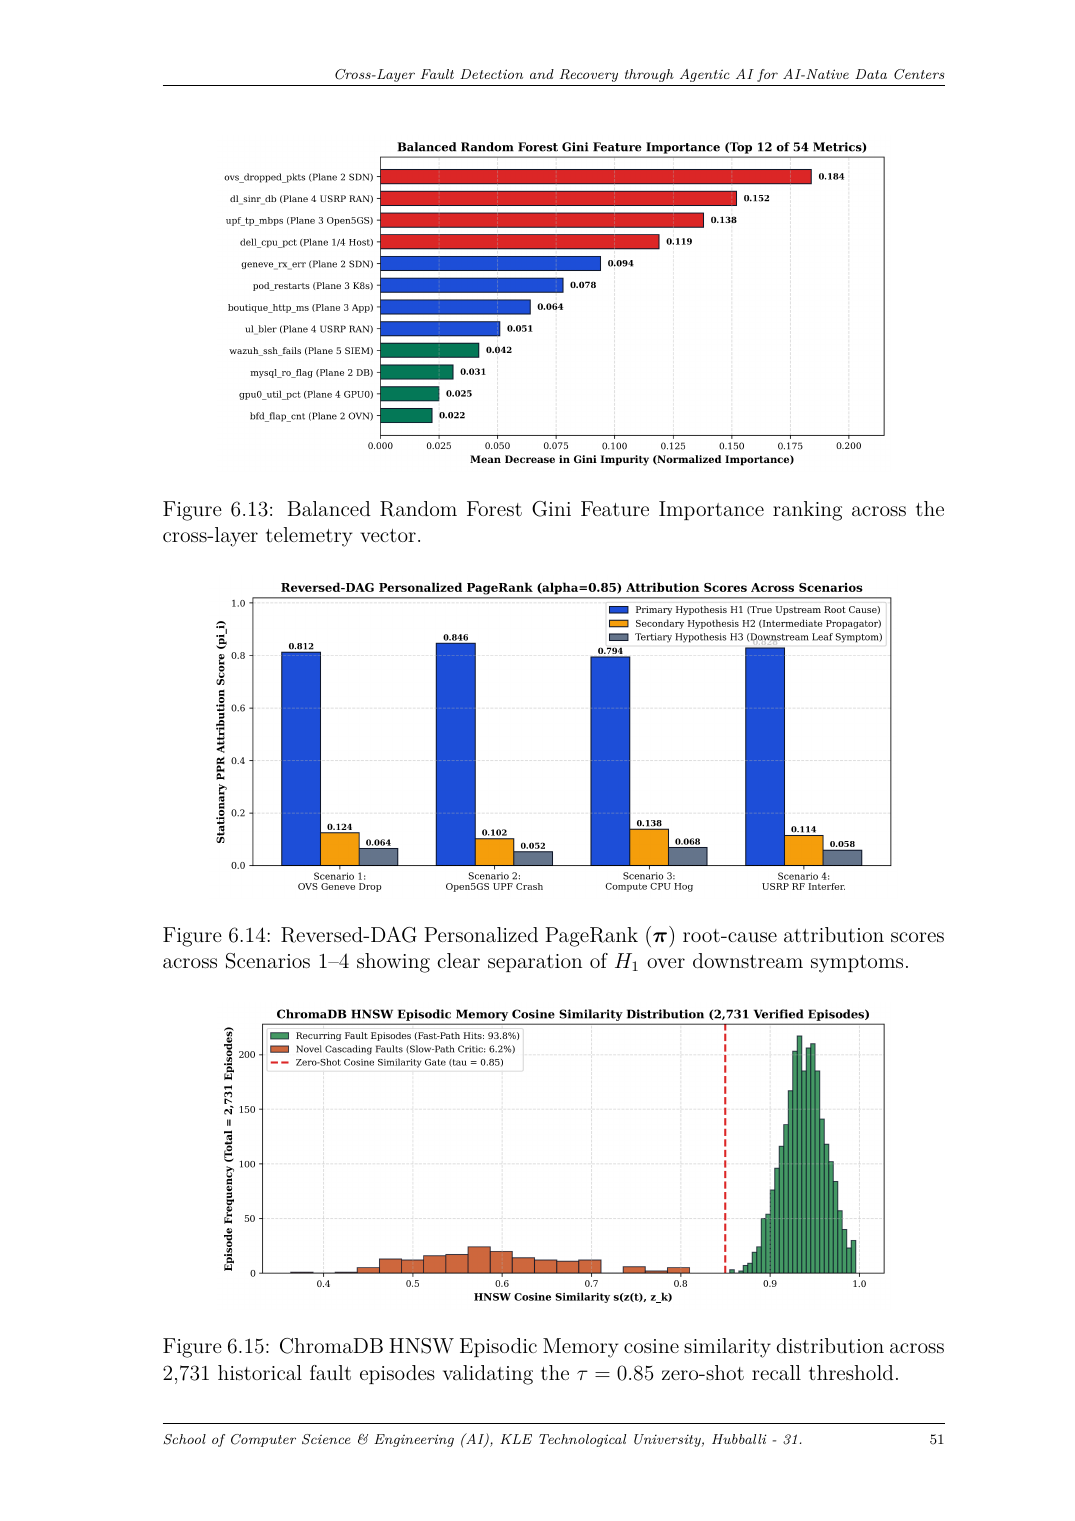 Cross-Layer Fault Detection and Recovery through Agentic AI for AI-Native Data Centers
Balanced Random Forest Gini Feature Importance (Top 12 of 54 Metrics)
ovs_dropped_pkts (Plane 2 SDN) 0.184
dl_sinr_db (Plane 4 USRP RAN) 0.152
upf_tp_mbps (Plane 3 Open5GS) 0.138
dell_cpu_pct (Plane 1/4 Host) 0.119
geneve_rx_err (Plane 2 SDN) 0.094
pod_restarts (Plane 3 K8s) 0.078
boutique_http_ms (Plane 3 App) 0.064
ul_bler (Plane 4 USRP RAN) 0.051
wazuh_ssh_fails (Plane 5 SIEM) 0.042
mysql_ro_flag (Plane 2 DB) 0.031
gpu0_util_pct (Plane 4 GPU0) 0.025
bfd_flap_cnt (Plane 2 OVN) 0.022
0.000 0.025 0.050 0.075 0.100 0.125 0.150 0.175 0.200
Mean Decrease in Gini Impurity (Normalized Importance)
Figure 6.13: Balanced Random Forest Gini Feature Importance ranking across the
cross-layer telemetry vector.
Reversed-DAG Personalized PageRank (alpha=0.85) Attribution Scores Across Scenarios
Stationary PPR Attribution Score (pi_i)
1.0
0.8
0.6
0.4
0.2
0.0
Primary Hypothesis H1 (True Upstream Root Cause)
Secondary Hypothesis H2 (Intermediate Propagator)
Tertiary Hypothesis H3 (Downstream Leaf Symptom)
0.812 0.846 0.794
0.124 0.064 0.102 0.052 0.138 0.068 0.114 0.058
Scenario 1: Scenario 2: Scenario 3: Scenario 4:
OVS Geneve Drop Open5GS UPF Crash Compute CPU Hog USRP RF Interfer.
Figure 6.14: Reversed-DAG Personalized PageRank (π) root-cause attribution scores
across Scenarios 1–4 showing clear separation of H1 over downstream symptoms.
ChromaDB HNSW Episodic Memory Cosine Similarity Distribution (2,731 Verified Episodes)
Episode Frequency (Total = 2,731 Episodes)
200
150
100
50
0
Recurring Fault Episodes (Fast-Path Hits: 93.8%)
Novel Cascading Faults (Slow-Path Critic: 6.2%)
Zero-Shot Cosine Similarity Gate (tau = 0.85)
0.4 0.5 0.6 0.7 0.8 0.9 1.0
HNSW Cosine Similarity s(z(t), z_k)
Figure 6.15: ChromaDB HNSW Episodic Memory cosine similarity distribution across
2,731 historical fault episodes validating the τ = 0.85 zero-shot recall threshold.
School of Computer Science & Engineering (AI), KLE Technological University, Hubballi - 31. 51